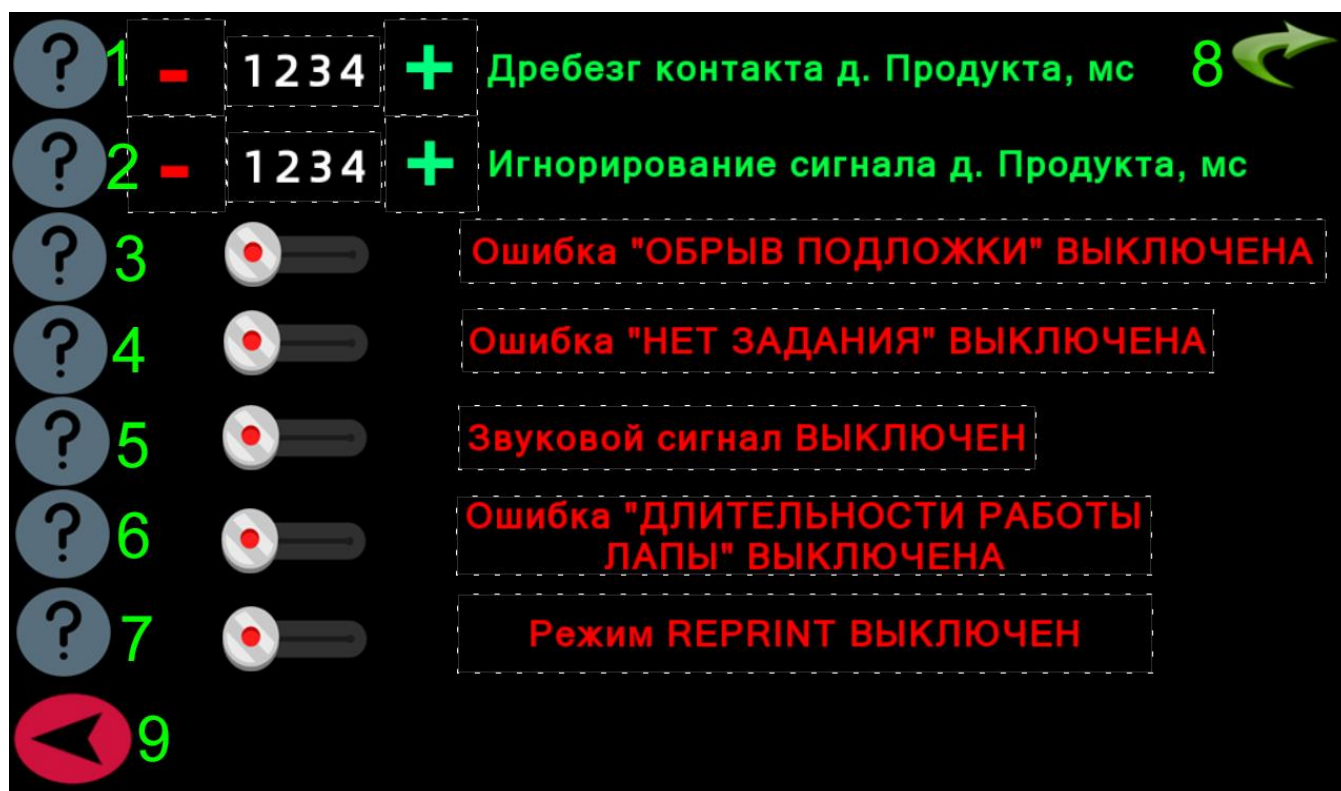 ? 1 - 1234 + Дребезг контакта д. Продукта, мс 8
? 2 - 1234 + Игнорирование сигнала д. Продукта, мс
? 3 Ошибка "ОБРЫВ ПОДЛОЖКИ" ВЫКЛЮЧЕНА
? 4 Ошибка "НЕТ ЗАДАНИЯ" ВЫКЛЮЧЕНА
? 5 Звуковой сигнал ВЫКЛЮЧЕН
? 6 Ошибка "ДЛИТЕЛЬНОСТИ РАБОТЫ
ЛАПЫ" ВЫКЛЮЧЕНА
? 7 Режим REPRINT ВЫКЛЮЧЕН
9